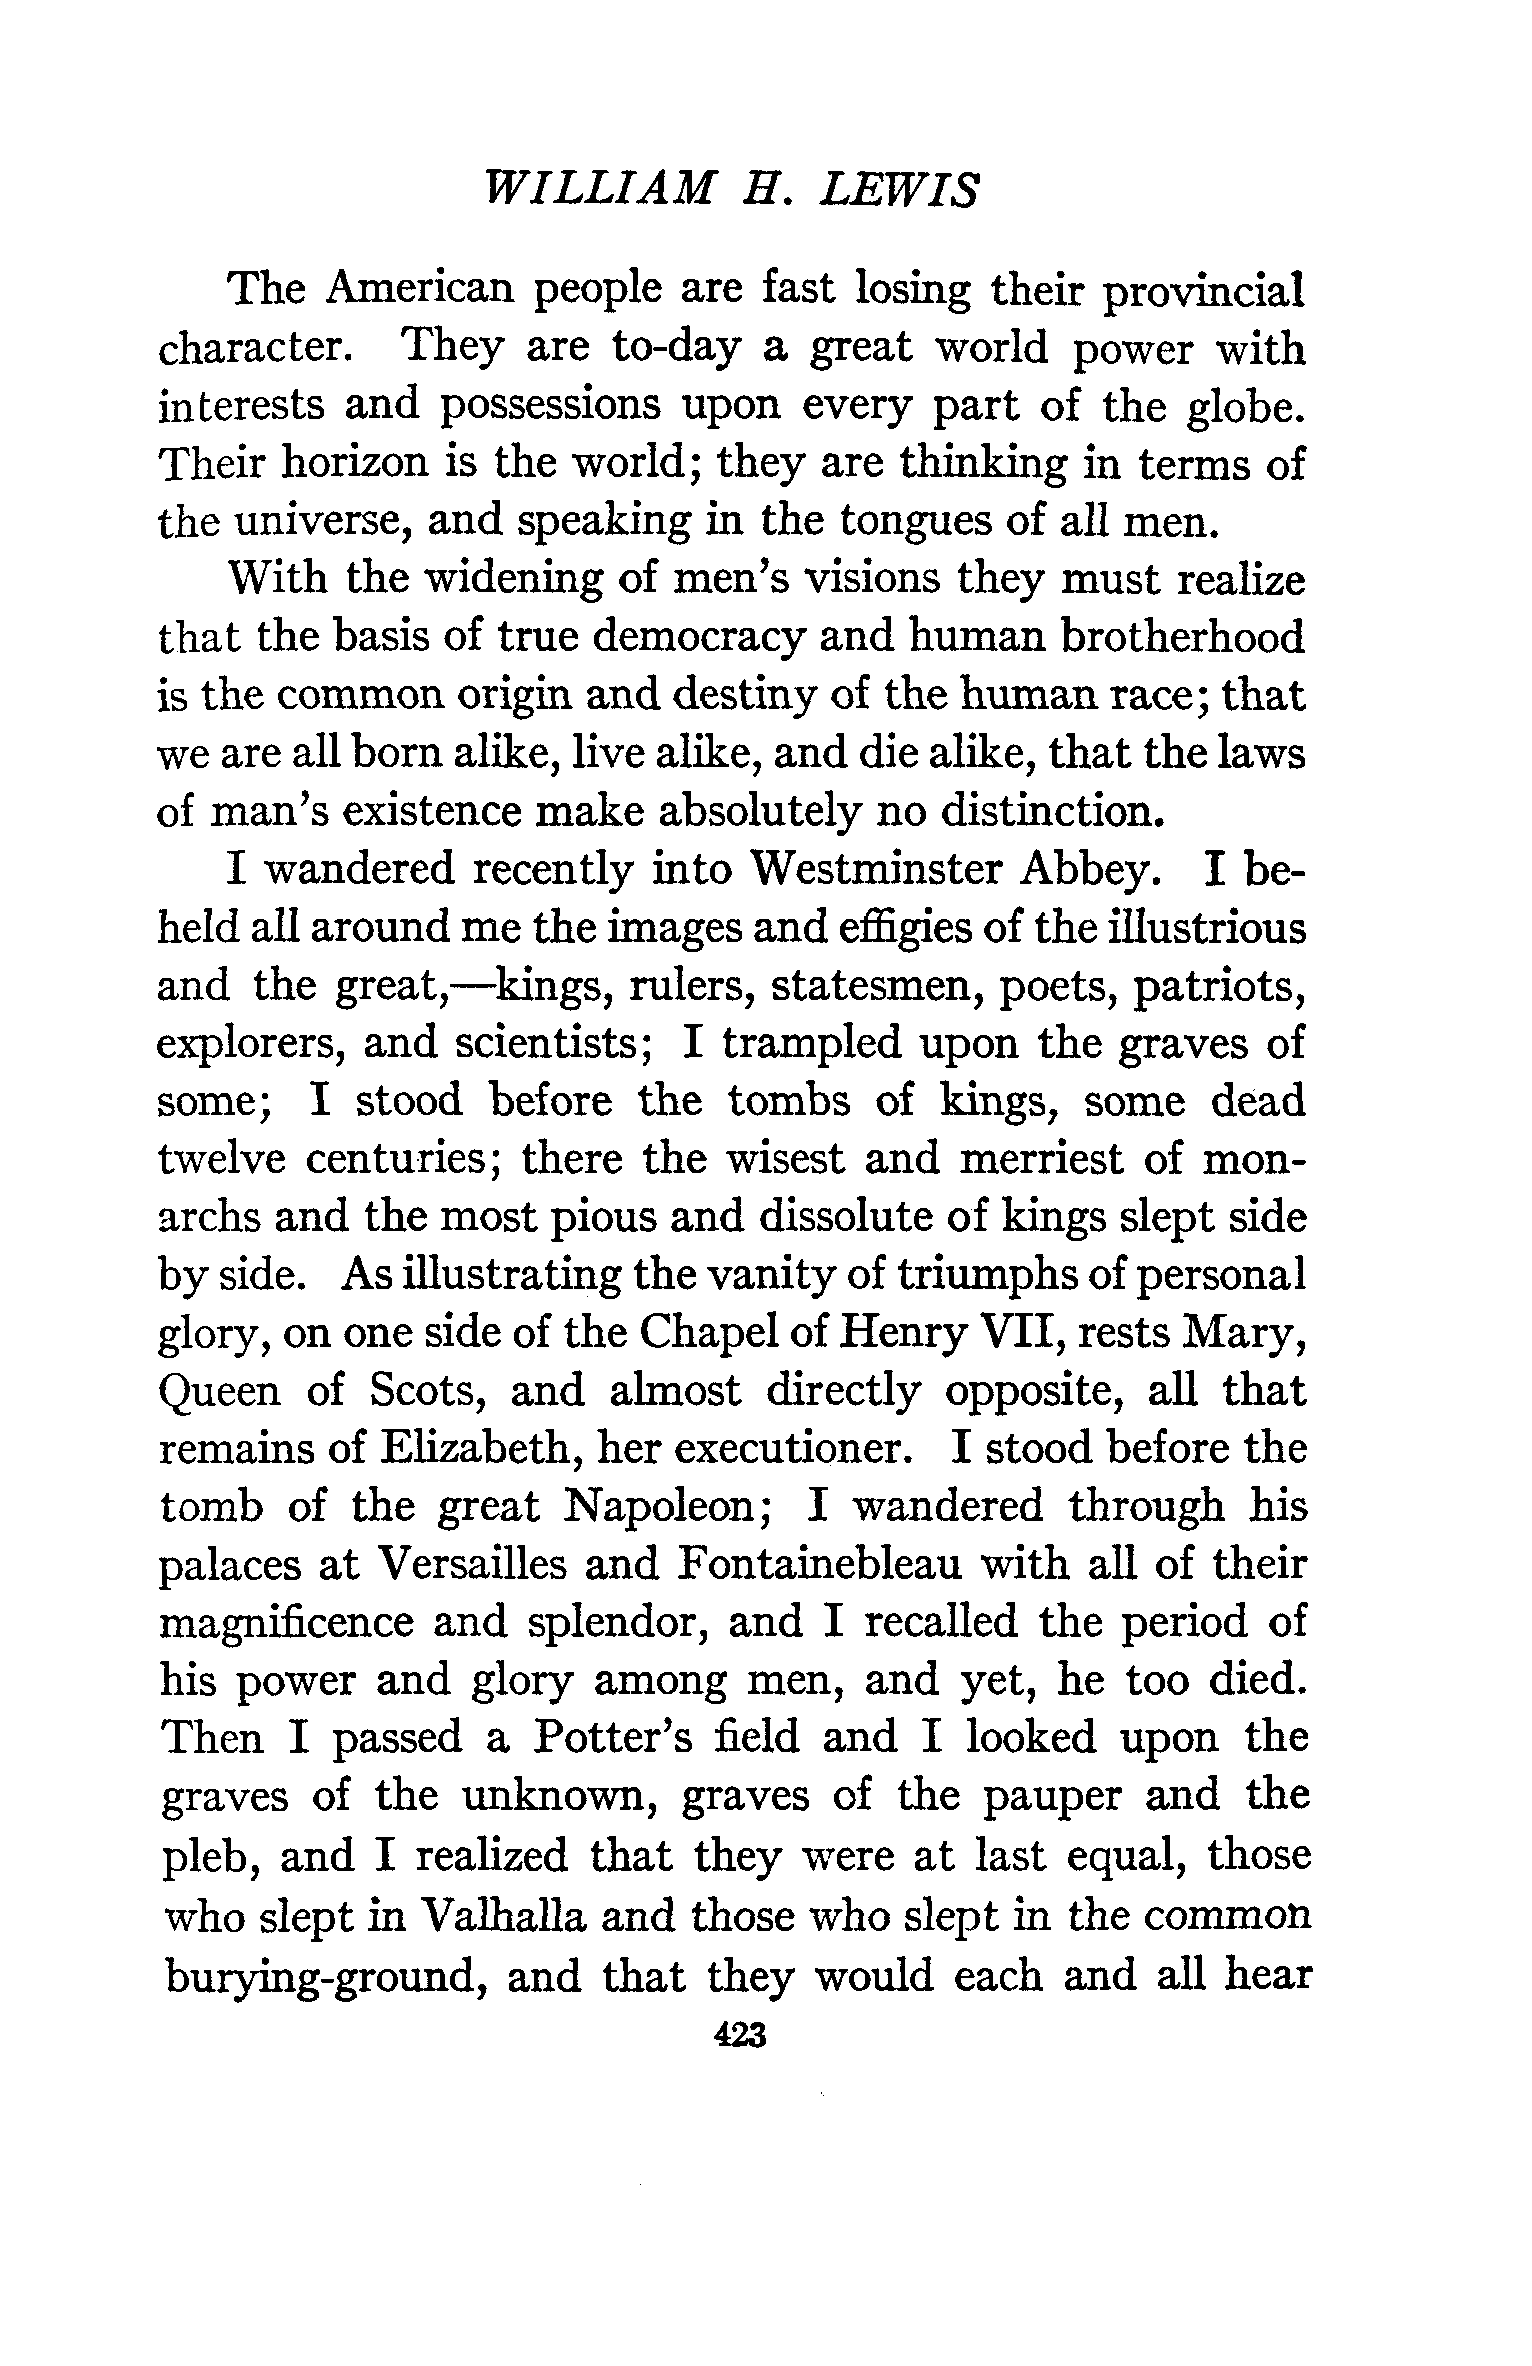 WILLIAM H. LEWIS
The American people are fast losing their provincial
character. They are to-day a great world power with
interests and possessions upon every part of the globe.
Their horizon is the world; they are thinking in terms of
the universe, and speaking in the tongues of all men.
With the widening of men's visions they must realize
that the basis of true democracy and human brotherhood
is the common origin and destiny of the human race; that
we are all born alike, live alike, and die alike, that the laws
of man's existence make absolutely no distinction.
I wandered recently into Westminster Abbey. I be-
held all around me the images and effigies of the illustrious
and the great,—kings, rulers, statesmen, poets, patriots,
explorers, and scientists; I trampled upon the graves of
some; I stood before the tombs of kings, some dead
twelve centuries; there the wisest and merriest of mon-
archs and the most pious and dissolute of kings slept side
by side. As illustrating the vanity of triumphs of personal
glory, on one side of the Chapel of Henry VII, rests Mary,
Queen of Scots, and almost directly opposite, all that
remains of Elizabeth, her executioner. I stood before the
tomb of the great Napoleon; I wandered through his
palaces at Versailles and Fontainebleau with all of their
magnificence and splendor, and I recalled the period of
his power and glory among men, and yet, he too died.
Then I passed a Potter's field and I looked upon the
graves of the unknown, graves of the pauper and the
pleb, and I realized that they were at last equal, those
who slept in Valhalla and those who slept in the common
burying-ground, and that they would each and all hear
423